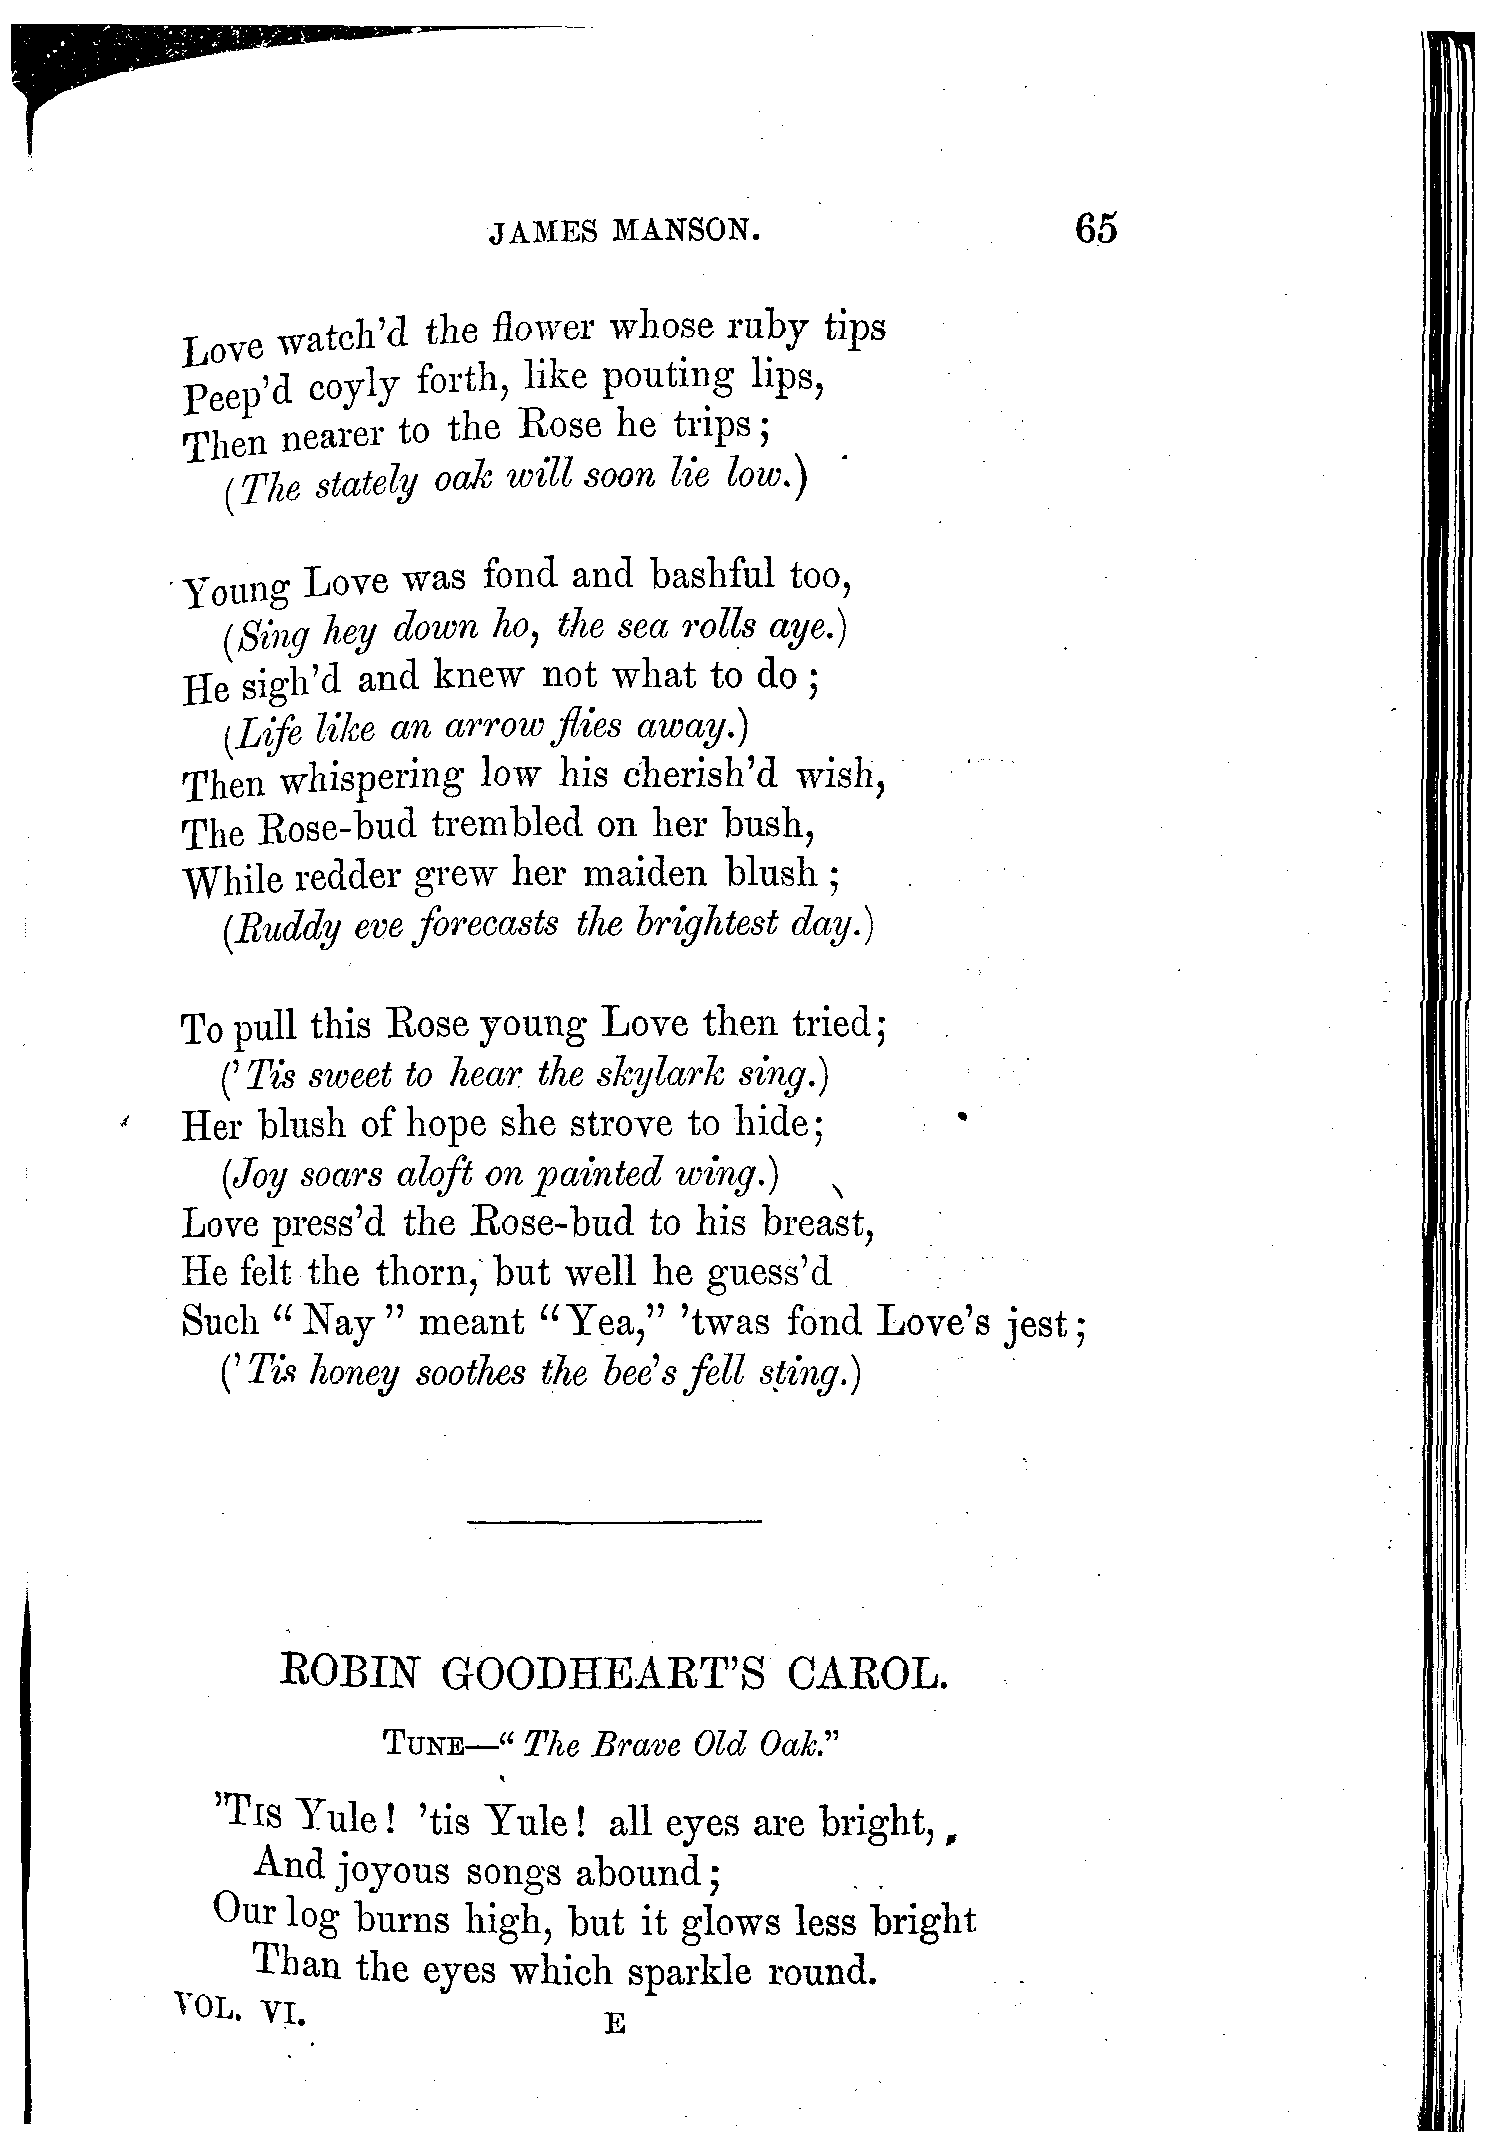 JAMES MANSON. 65
Love watch'd the flower whose ruby tips
Peep'd coyly forth, like pouting lips,
Then nearer to the Rose he trips;
(The stately oak will soon lie low.)
Young Love was fond and bashful too,
(Sing hey down ho, the sea rolls aye.)
He sigh'd and knew not what to do;
(Life like an arrow flies away.)
Then whispering low his cherish'd wish,
The Rose-bud trembled on her bush,
While redder grew her maiden blush;
(Ruddy eve forecasts the brightest day.)
To pull this Rose young Love then tried;
('Tis sweet to hear the skylark sing.)
Her blush of hope she strove to hide;
(Joy soars aloft on painted wing.)
Love press'd the Rose-bud to his breast,
He felt the thorn, but well he guess'd
Such "Nay" meant "Yea," 'twas fond Love's jest;
('Tis honey soothes the bee's fell sting.)
ROBIN GOODHEART'S CAROL.
TUNE—"The Brave Old Oak."
'TIS Yule! 'tis Yule! all eyes are bright,
And joyous songs abound;
Our log burns high, but it glows less bright
Than the eyes which sparkle round.
VOL. VI. E